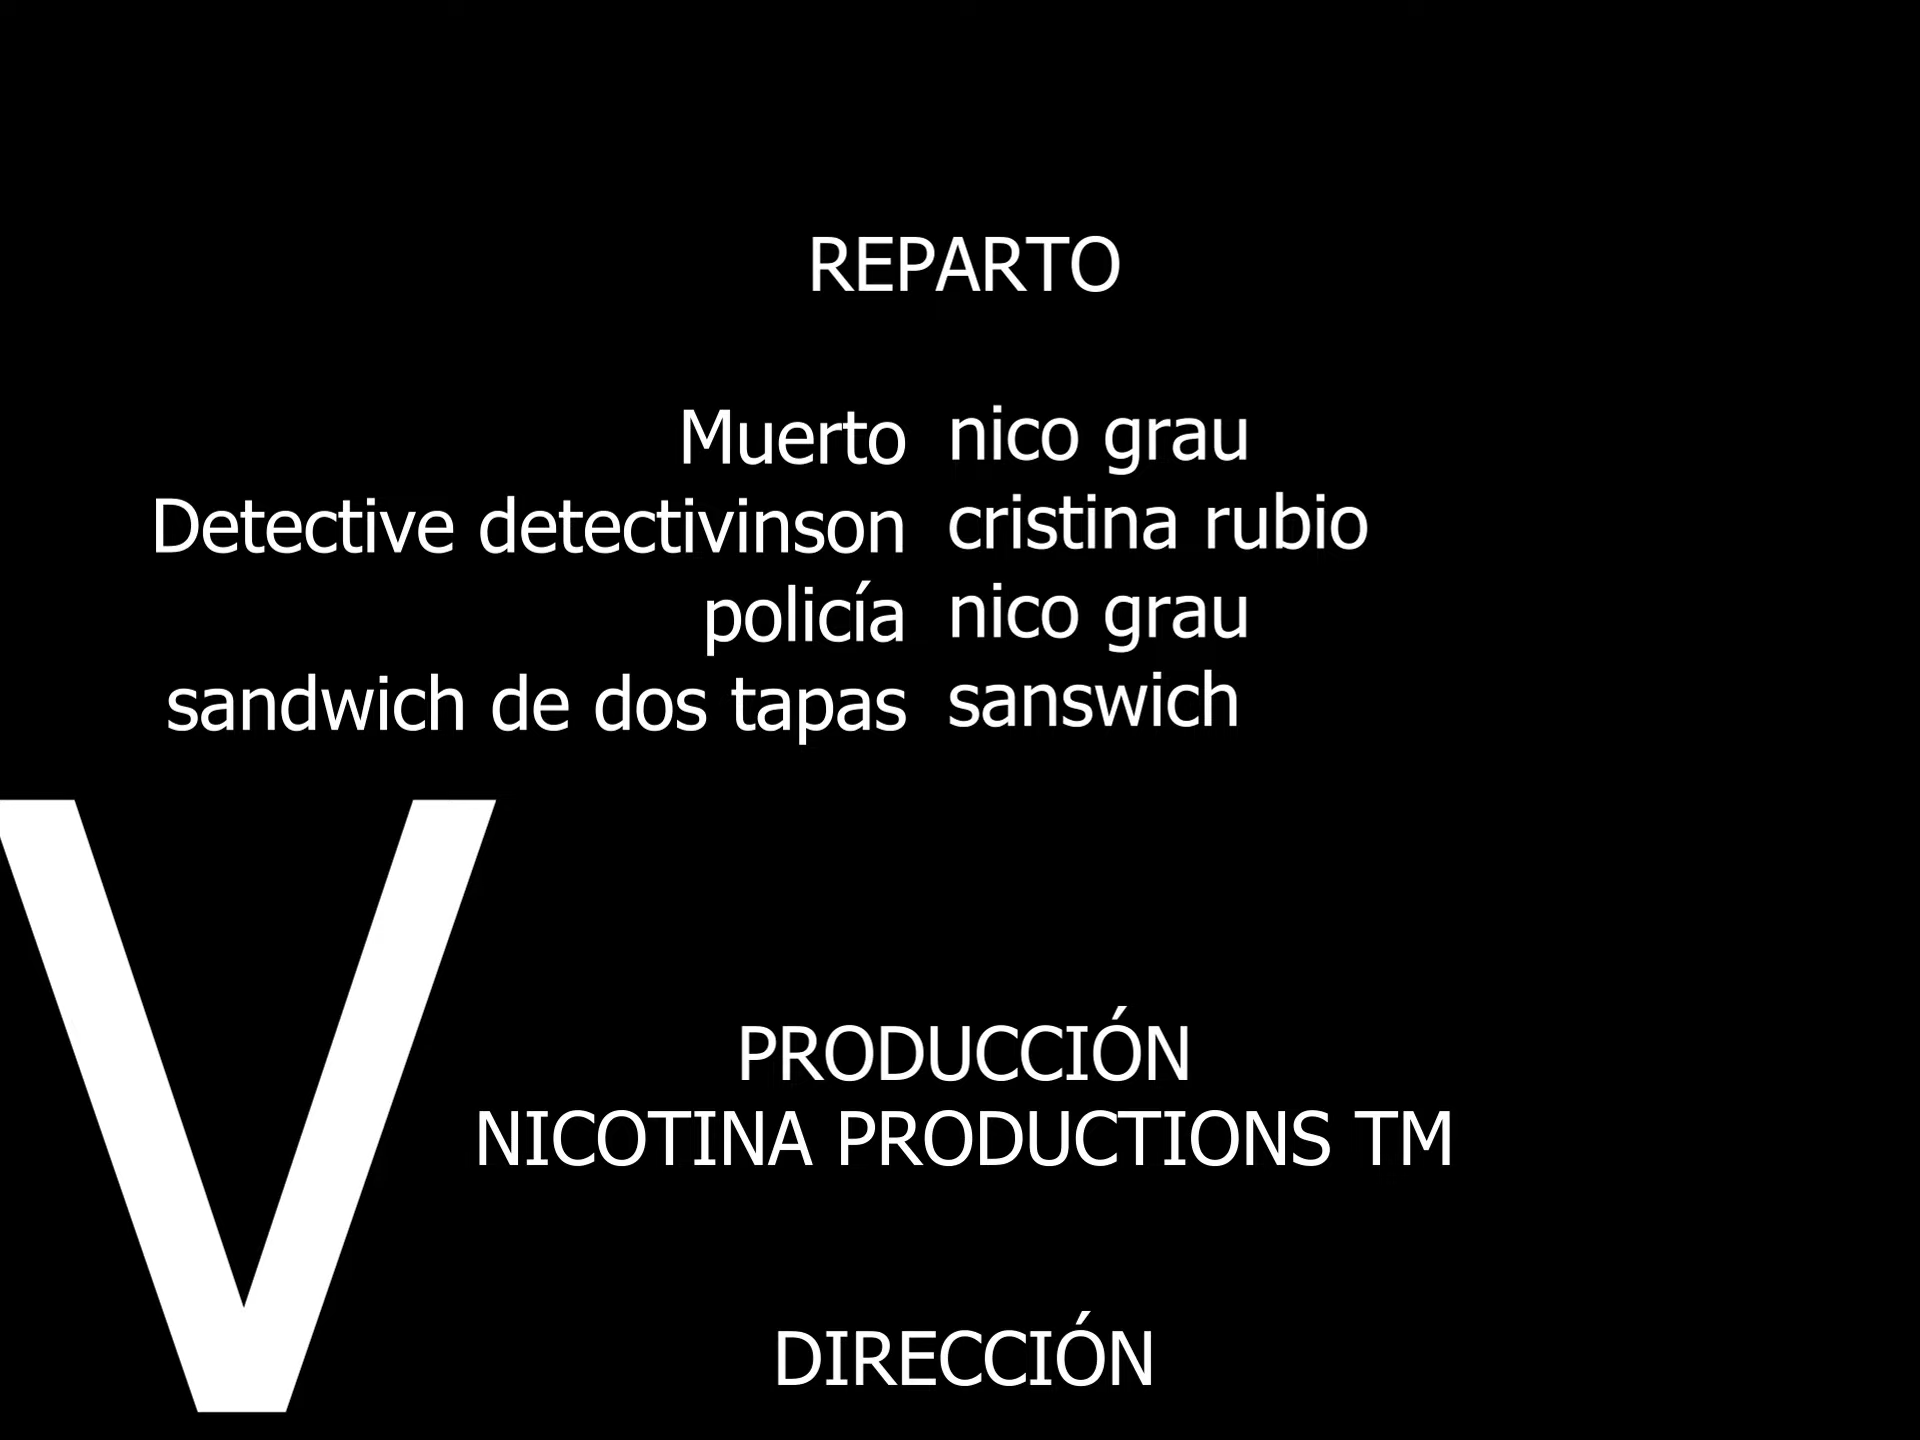 REPARTO
Muerto nico grau
Detective detectivinson cristina rubio
policía nico grau
sandwich de dos tapas sanswich
V
PRODUCCIÓN
NICOTINA PRODUCTIONS TM
DIRECCIÓN